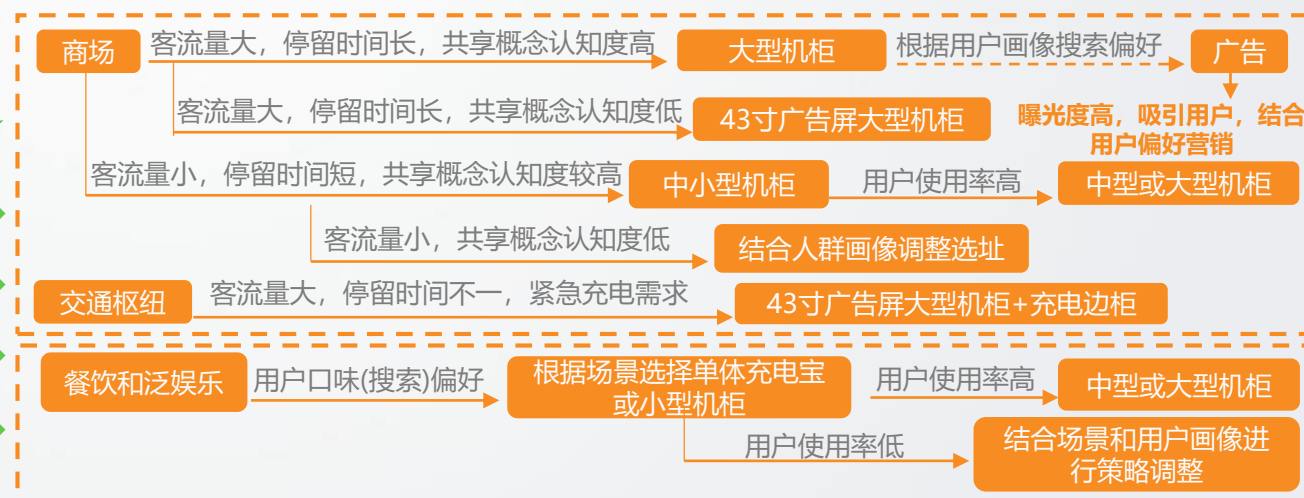 商场
客流量大，停留时间长，共享概念认知度高
大型机柜
根据用户画像搜索偏好
广告
客流量大，停留时间长，共享概念认知度低
43寸广告屏大型机柜
曝光度高，吸引用户，结合
用户偏好营销
客流量小，停留时间短，共享概念认知度较高
中小型机柜
用户使用率高
中型或大型机柜
客流量小，共享概念认知度低
结合人群画像调整选址
交通枢纽
客流量大，停留时间不一，紧急充电需求
43寸广告屏大型机柜+充电边柜
餐饮和泛娱乐
用户口味(搜索)偏好
根据场景选择单体充电宝
或小型机柜
用户使用率高
中型或大型机柜
用户使用率低
结合场景和用户画像进
行策略调整